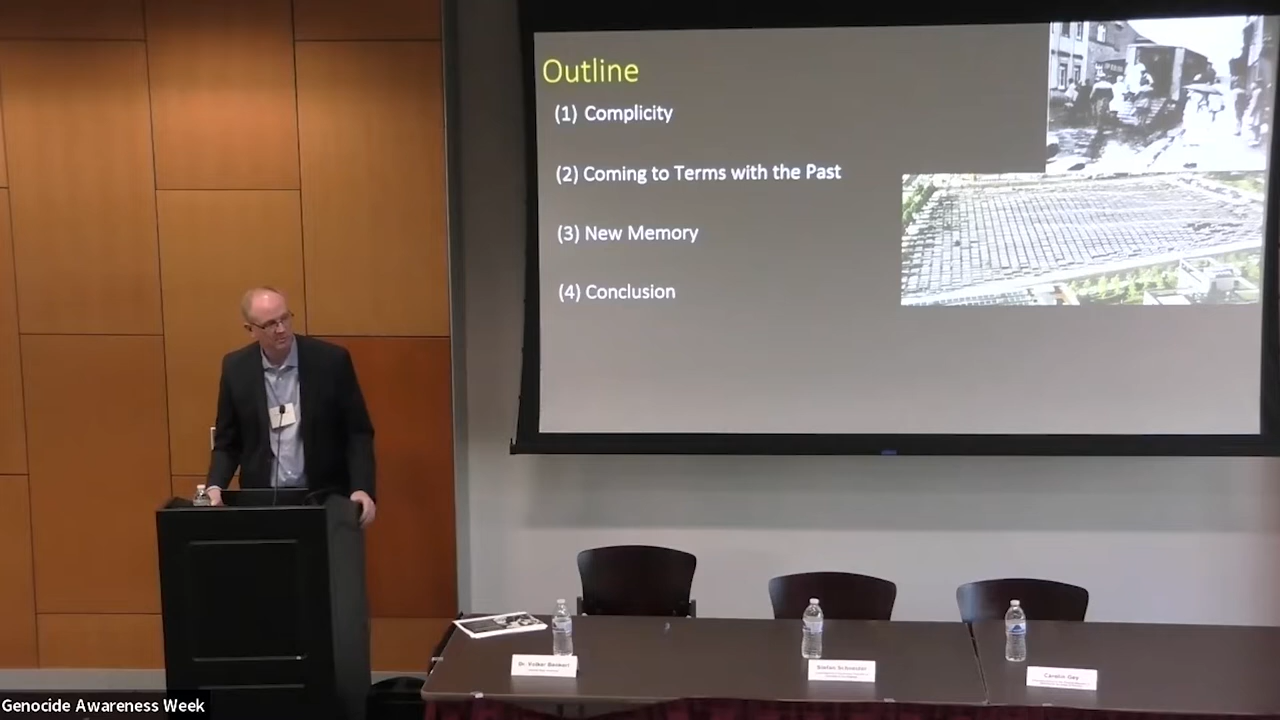 Outline
(1) Complicity
(2) Coming to Terms with the Past
(3) New Memory
(4) Conclusion
Dr. Volker Benkert
Stefan Schneider
Carolin Gay
Genocide Awareness Week